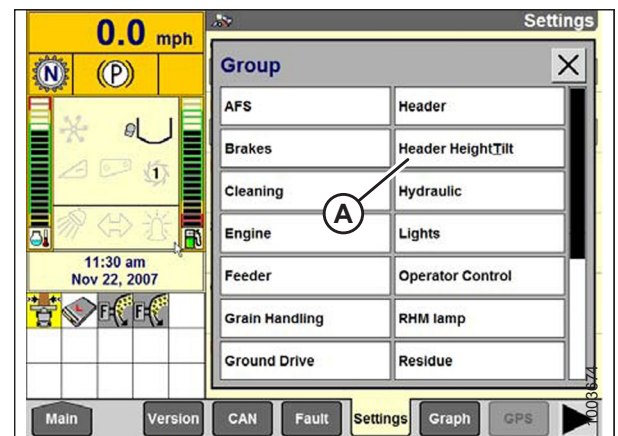 0.0 mph
Settings
N
(P)
Group
AFS
Header
Brakes
Header HeightTilt
Cleaning
Hydraulic
A
Engine
Lights
Feeder
Operator Control
Grain Handling
RHM lamp
Ground Drive
Residue
1
11:30 am
Nov 22, 2007
L
F
F
Main
Version
CAN
Fault
Settings
Graph
GPS
1003674